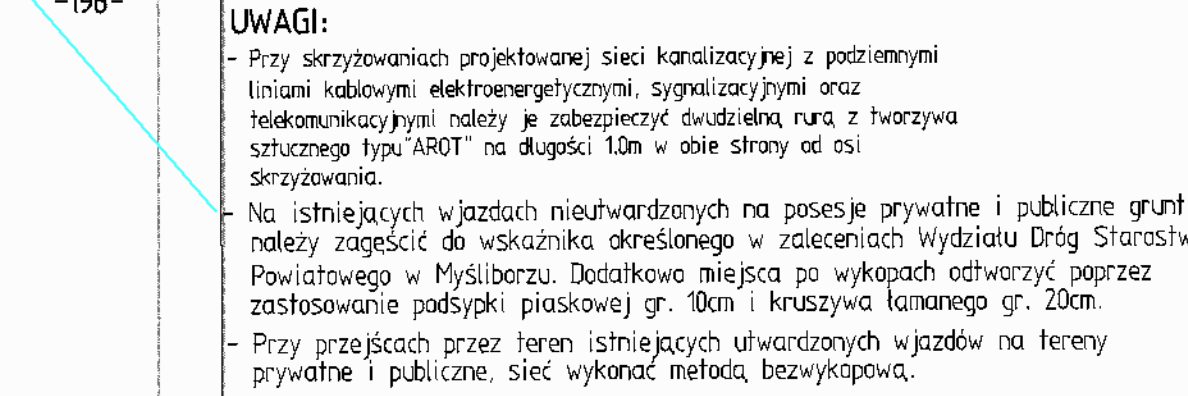 UWAGI:
- Przy skrzyżowaniach projektowanej sieci kanalizacyjnej z podziemnymi
liniami kablowymi elektroenergetycznymi, sygnalizacyjnymi oraz
telekomunikacyjnymi należy je zabezpieczyć dwudzielną rurą z tworzywa
sztucznego typu "AROT" na długości 1.0m w obie strony od osi
skrzyżowania.
- Na istniejących wjazdach nieutwardzonych na posesje prywatne i publiczne grunt
należy zagęścić do wskaźnika określonego w zaleceniach Wydziału Dróg Starostw
Powiatowego w Myśliborzu. Dodatkowo miejsca po wykopach odtworzyć poprzez
zastosowanie podsypki piaskowej gr. 10cm i kruszywa łamanego gr. 20cm.
- Przy przejścach przez teren istniejących utwardzonych wjazdów na tereny
prywatne i publiczne, sieć wykonać metodą bezwykopową.